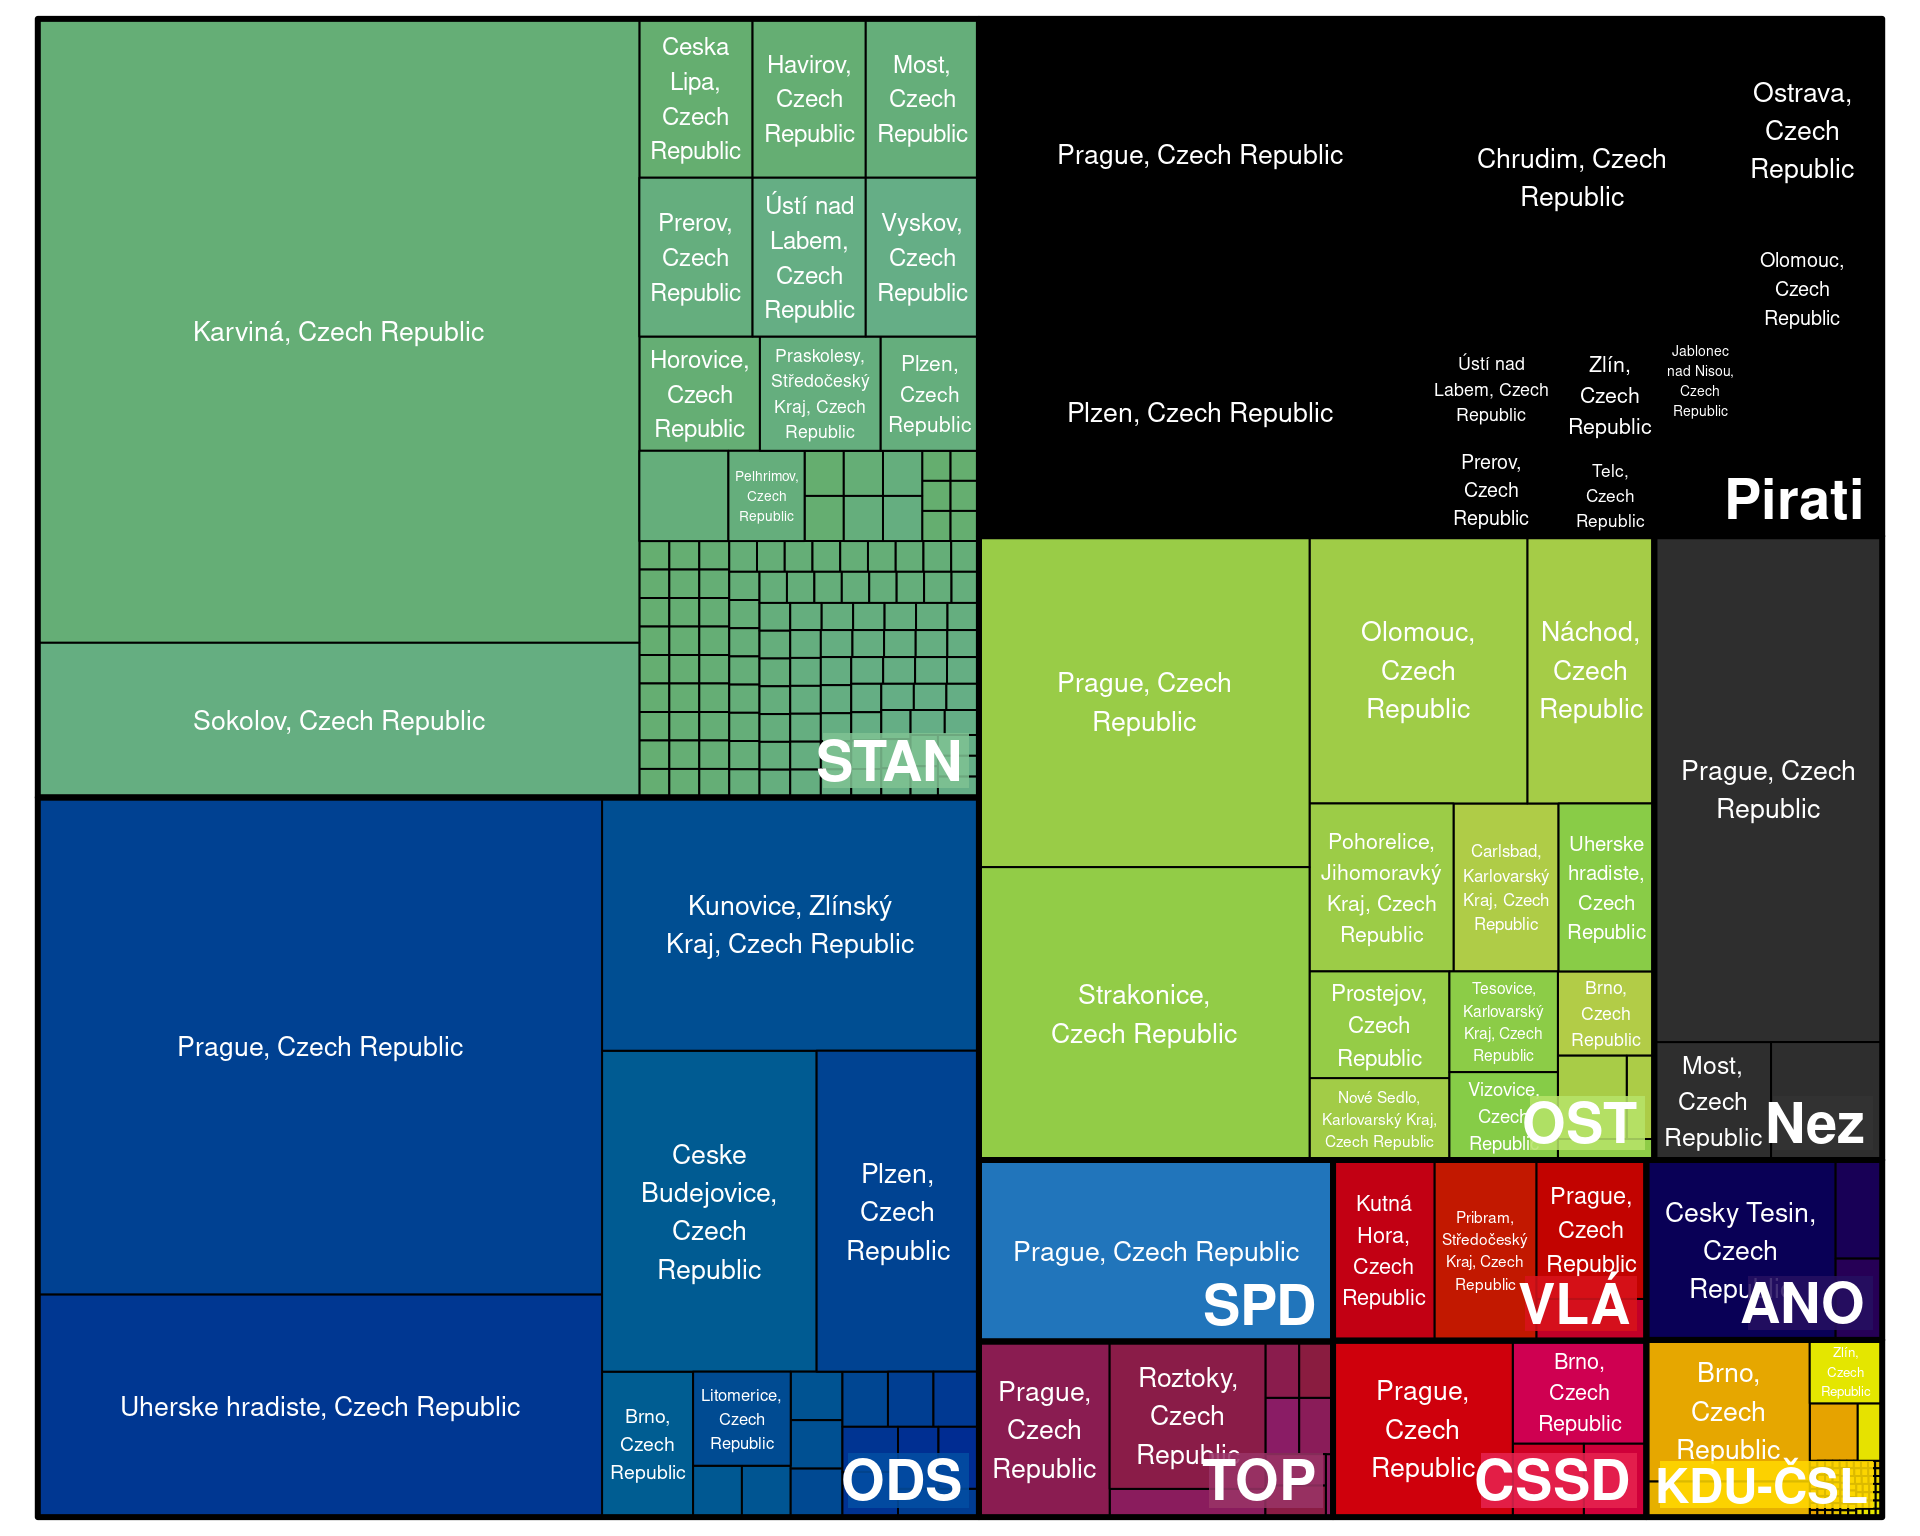 Karviná, Czech Republic
Sokolov, Czech Republic
Ceska
Lipa,
Czech
Republic
Havirov,
Czech
Republic
Most,
Czech
Republic
Prerov,
Czech
Republic
Ústí nad
Labem,
Czech
Republic
Vyskov,
Czech
Republic
Horovice,
Czech
Republic
Praskolesy,
Středočeský
Kraj, Czech
Republic
Plzen,
Czech
Republic
Pelhrimov,
Czech
Republic
STAN
Prague, Czech Republic
Chrudim, Czech
Republic
Ostrava,
Czech
Republic
Olomouc,
Czech
Republic
Plzen, Czech Republic
Ústí nad
Labem, Czech
Republic
Zlín,
Czech
Republic
Jablonec
nad Nisou,
Czech
Republic
Prerov,
Czech
Republic
Telc,
Czech
Republic
Pirati
Prague, Czech Republic
Uherske hradiste, Czech Republic
Kunovice, Zlínský
Kraj, Czech Republic
Ceske
Budejovice,
Czech
Republic
Plzen,
Czech
Republic
Brno,
Czech
Republic
Litomerice,
Czech
Republic
ODS
Prague, Czech
Republic
Strakonice,
Czech Republic
Olomouc,
Czech
Republic
Náchod,
Czech
Republic
Pohorelice,
Jihomoravký
Kraj, Czech
Republic
Carlsbad,
Karlovarský
Kraj, Czech
Republic
Uherske
hradiste,
Czech
Republic
Prostejov,
Czech
Republic
Tesovice,
Karlovarský
Kraj, Czech
Republic
Brno,
Czech
Republic
Nové Sedlo,
Karlovarský Kraj,
Czech Republic
Vizovice,
Czech
Republic
OST
Prague, Czech
Republic
Most,
Czech
Republic
Nez
Prague, Czech Republic
SPD
Kutná
Hora,
Czech
Republic
Pribram,
Středočeský
Kraj, Czech
Republic
Prague,
Czech
Republic
VLÁ
Cesky Tesin,
Czech
Republic
ANO
Prague,
Czech
Republic
Roztoky,
Czech
Republic
TOP
Prague,
Czech
Republic
Brno,
Czech
Republic
CSSD
Brno,
Czech
Republic
Zlín,
Czech
Republic
KDU-ČSL